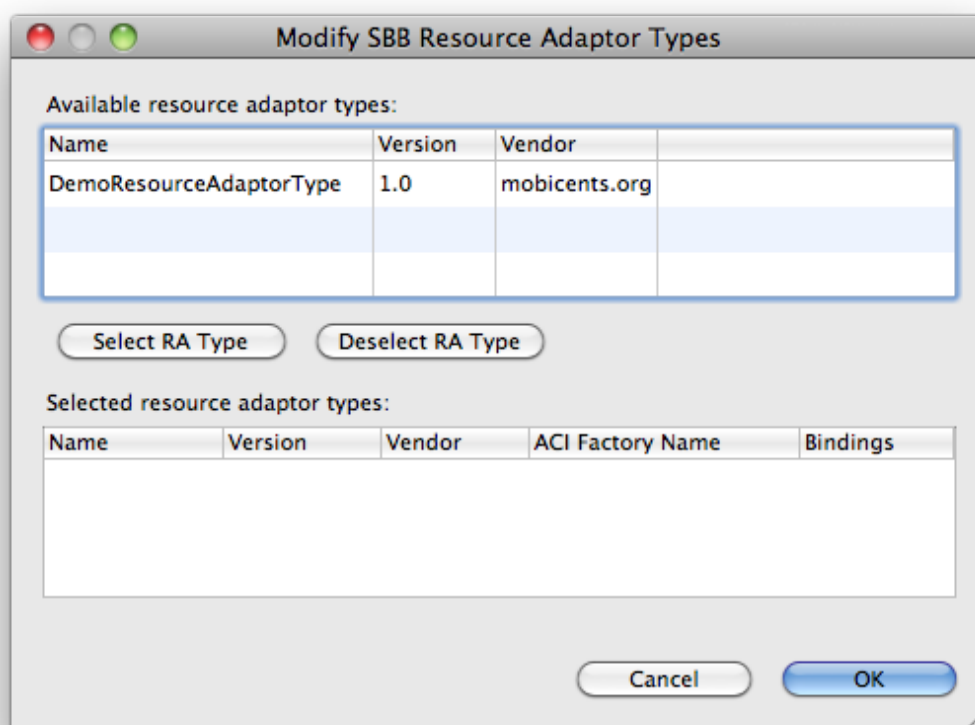 Modify SBB Resource Adaptor Types
Available resource adaptor types:
Name Version Vendor
DemoResourceAdaptorType 1.0 mobicents.org
Select RA Type Deselect RA Type
Selected resource adaptor types:
Name Version Vendor ACI Factory Name Bindings
Cancel OK